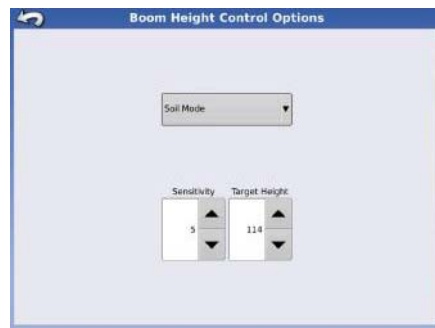 Boom Height Control Options
Soil Mode
Sensitivity Target Height
5 114